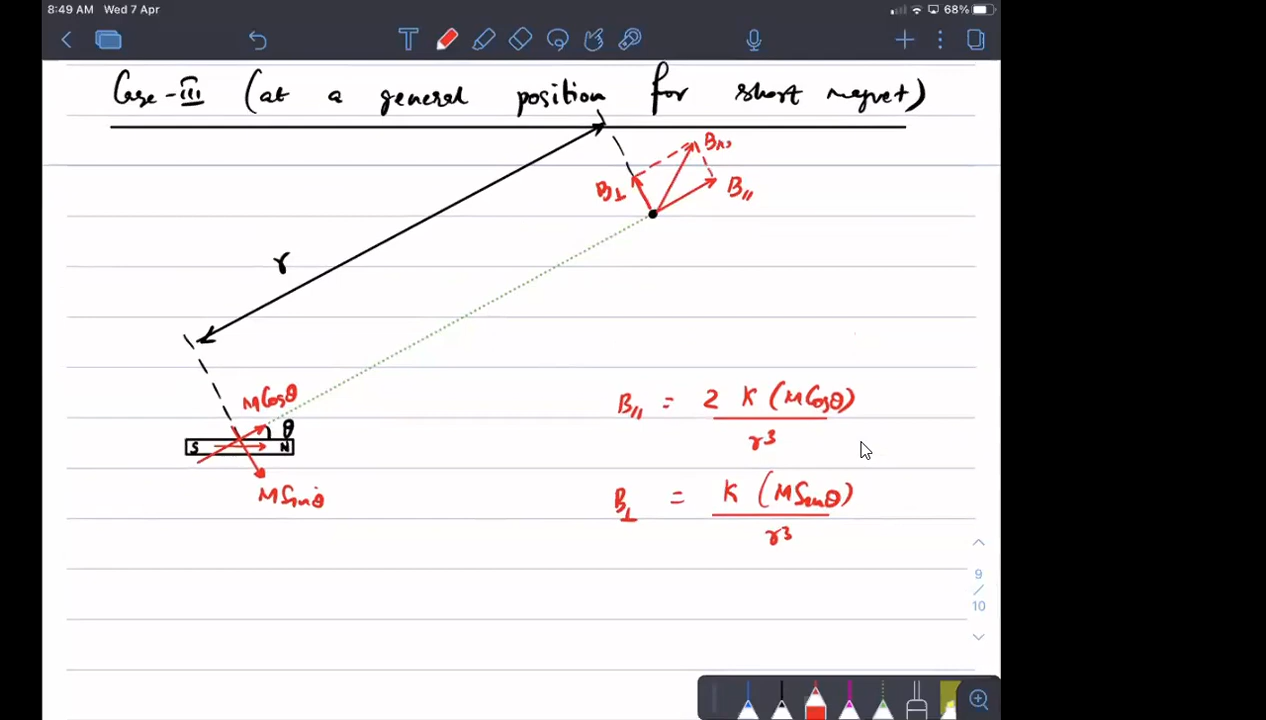 8:49 AM Wed 7 Apr
68%
Case-III (at a general position for short magnet)
B⊥
B//
r
MCosθ
θ
S N
MSinθ
B// = 2 K (MCosθ)
r³
B⊥ = K (MSinθ)
r³
9
/
10